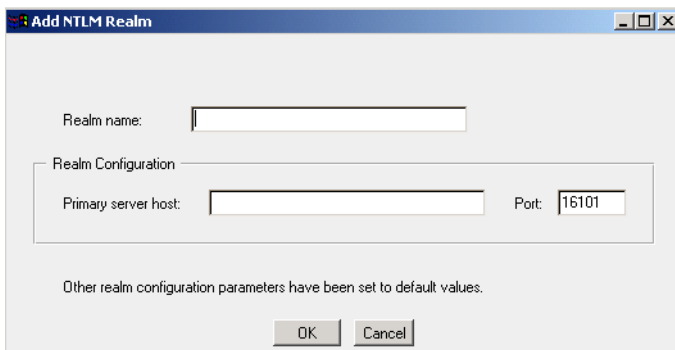 Add NTLM Realm
Realm name:
Realm Configuration
Primary server host: Port: 16101
Other realm configuration parameters have been set to default values.
OK Cancel